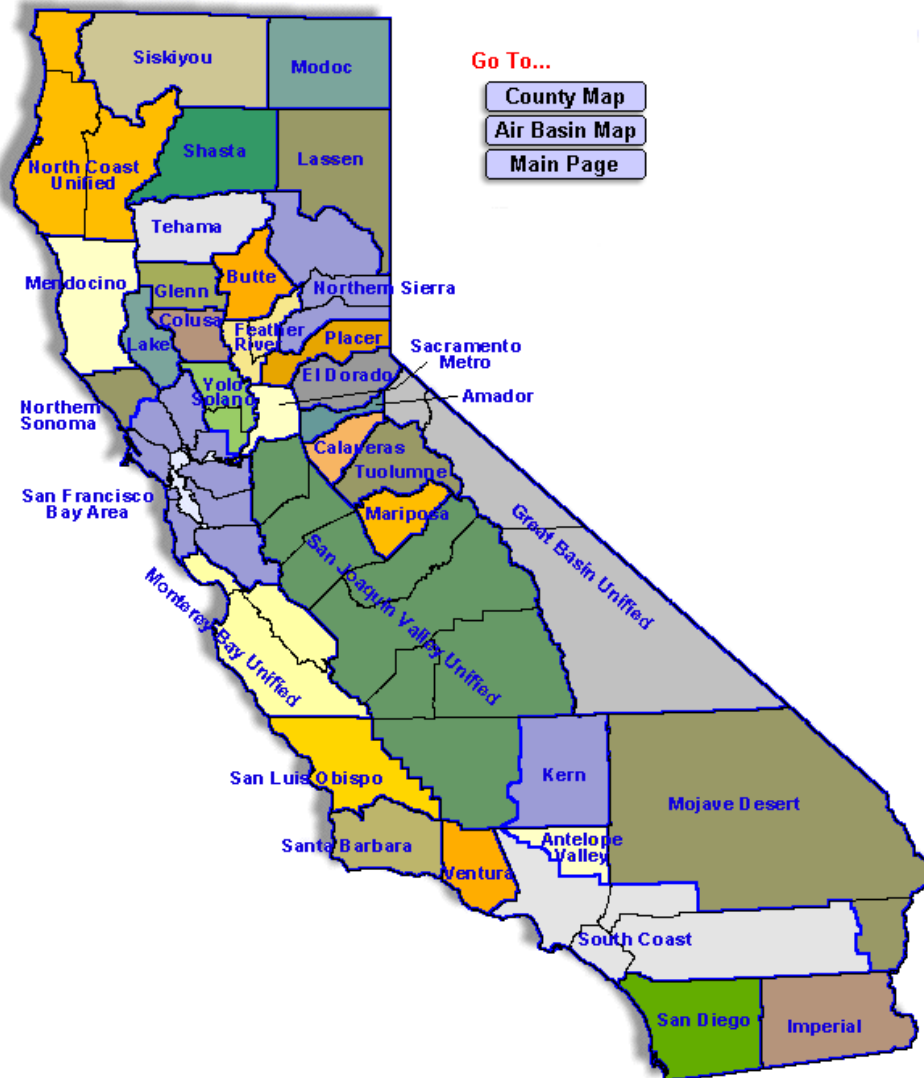 Go To...
County Map
Air Basin Map
Main Page
Siskiyou
Modoc
North Coast
Unified
Shasta
Lassen
Tehama
Mendocino
Glenn
Butte
Northern Sierra
Colusa
Feather
River
Lake
Placer
Sacramento
Metro
El Dorado
Yolo
Solano
Amador
Northern
Sonoma
Calaveras
Tuolumne
San Francisco
Bay Area
Mariposa
Great Basin Unified
San Joaquin Valley Unified
Monterey Bay Unified
San Luis Obispo
Kern
Mojave Desert
Santa Barbara
Antelope
Valley
Ventura
South Coast
San Diego
Imperial